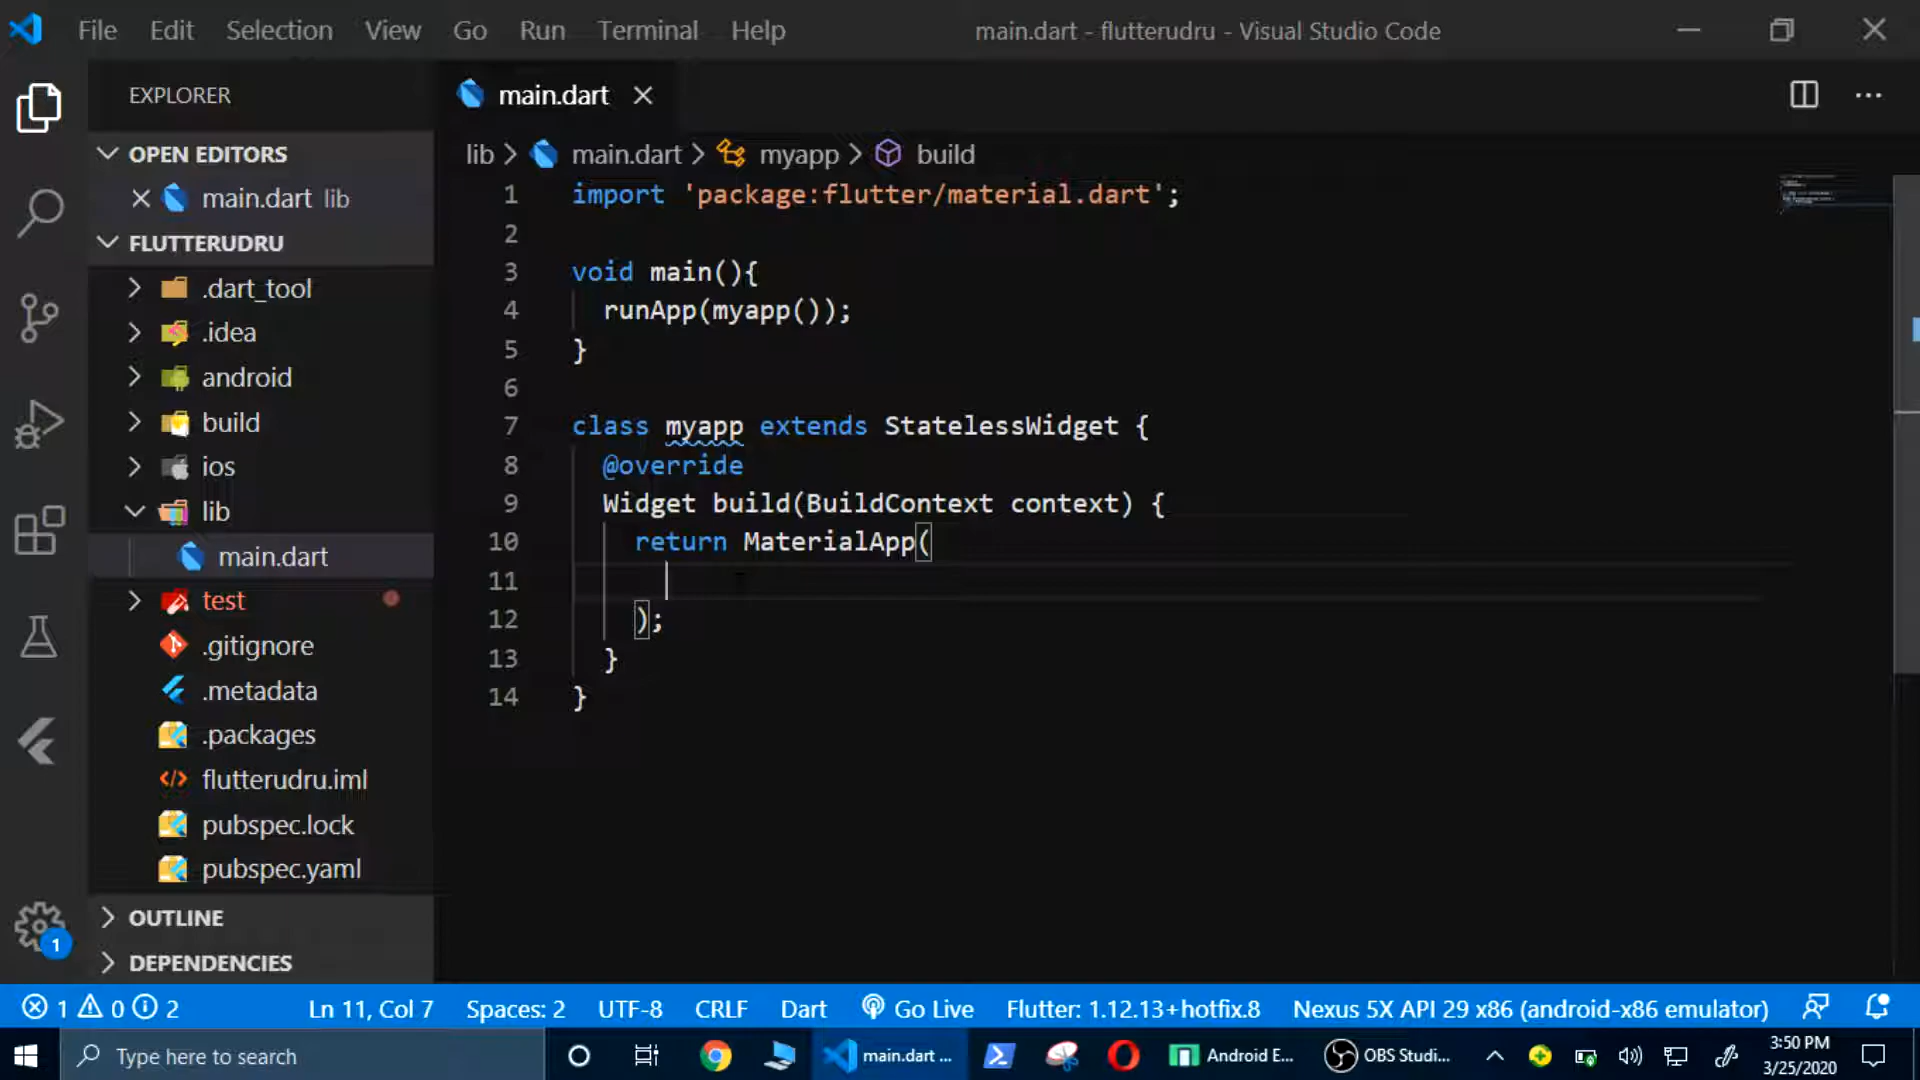 File Edit Selection View Go Run Terminal Help main.dart - flutterudru - Visual Studio Code
EXPLORER
main.dart
OPEN EDITORS
main.dart lib
FLUTTERUDRU
.dart_tool
.idea
android
build
ios
lib
main.dart
test
.gitignore
.metadata
.packages
flutterudru.iml
pubspec.lock
pubspec.yaml
OUTLINE
DEPENDENCIES
lib > main.dart > myapp > build
1 import 'package:flutter/material.dart';
2
3 void main(){
4 runApp(myapp());
5 }
6
7 class myapp extends StatelessWidget {
8 @override
9 Widget build(BuildContext context) {
10 return MaterialApp(
11
12 );
13 }
14 }
1
1 0 2 Ln 11, Col 7 Spaces: 2 UTF-8 CRLF Dart Go Live Flutter: 1.12.13+hotfix.8 Nexus 5X API 29 x86 (android-x86 emulator)
Type here to search main.dart ... Android E... OBS Studi... 3:50 PM
3/25/2020